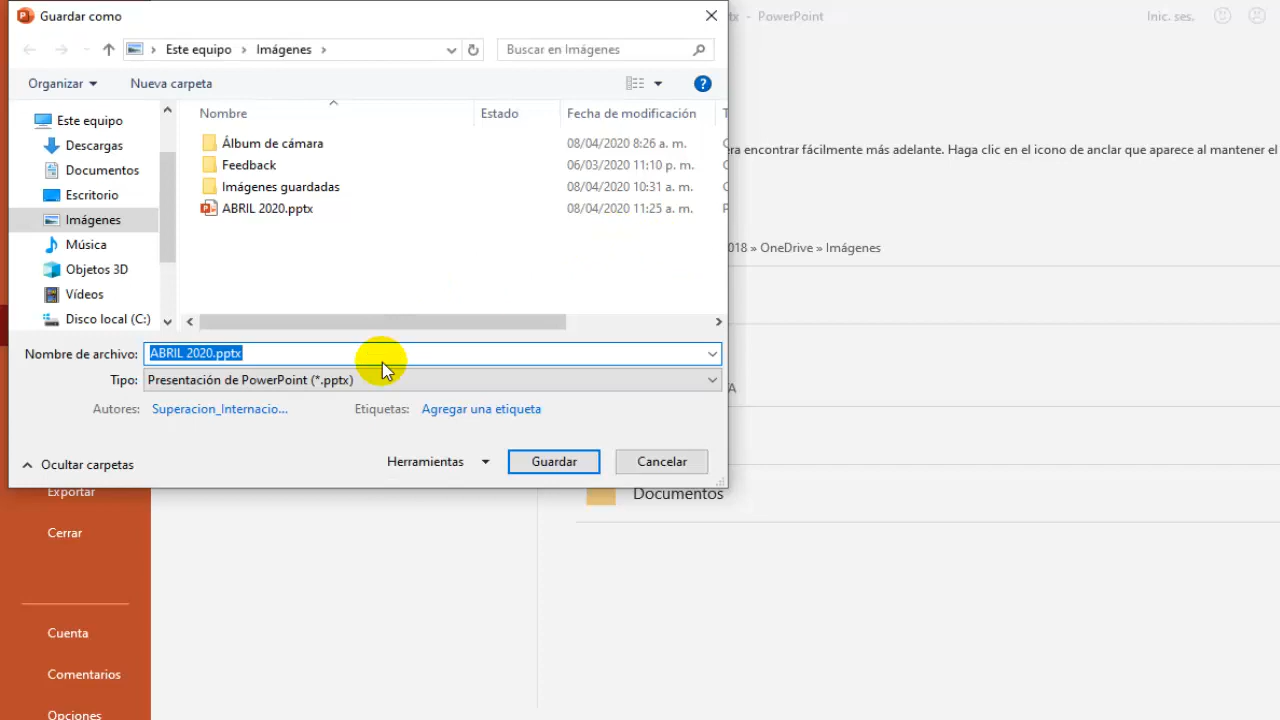 Guardar como
tx - PowerPoint
Inic. ses.
Este equipo > Imágenes >
Buscar en Imágenes
Organizar
Nueva carpeta
Nombre
Estado
Fecha de modificación
Este equipo
Descargas
Documentos
Escritorio
Imágenes
Música
Objetos 3D
Vídeos
Disco local (C:)
Álbum de cámara 08/04/2020 8:26 a. m.
Feedback 06/03/2020 11:10 p. m.
Imágenes guardadas 08/04/2020 10:31 a. m.
ABRIL 2020.pptx 08/04/2020 11:25 a. m.
encontrar fácilmente más adelante. Haga clic en el icono de anclar que aparece al mantener el
018 » OneDrive » Imágenes
Nombre de archivo: ABRIL 2020.pptx
Tipo: Presentación de PowerPoint (*.pptx)
Autores: Superacion_Internacio...
Etiquetas: Agregar una etiqueta
Ocultar carpetas
Herramientas
Guardar
Cancelar
Documentos
Exportar
Cerrar
Cuenta
Comentarios
Opciones